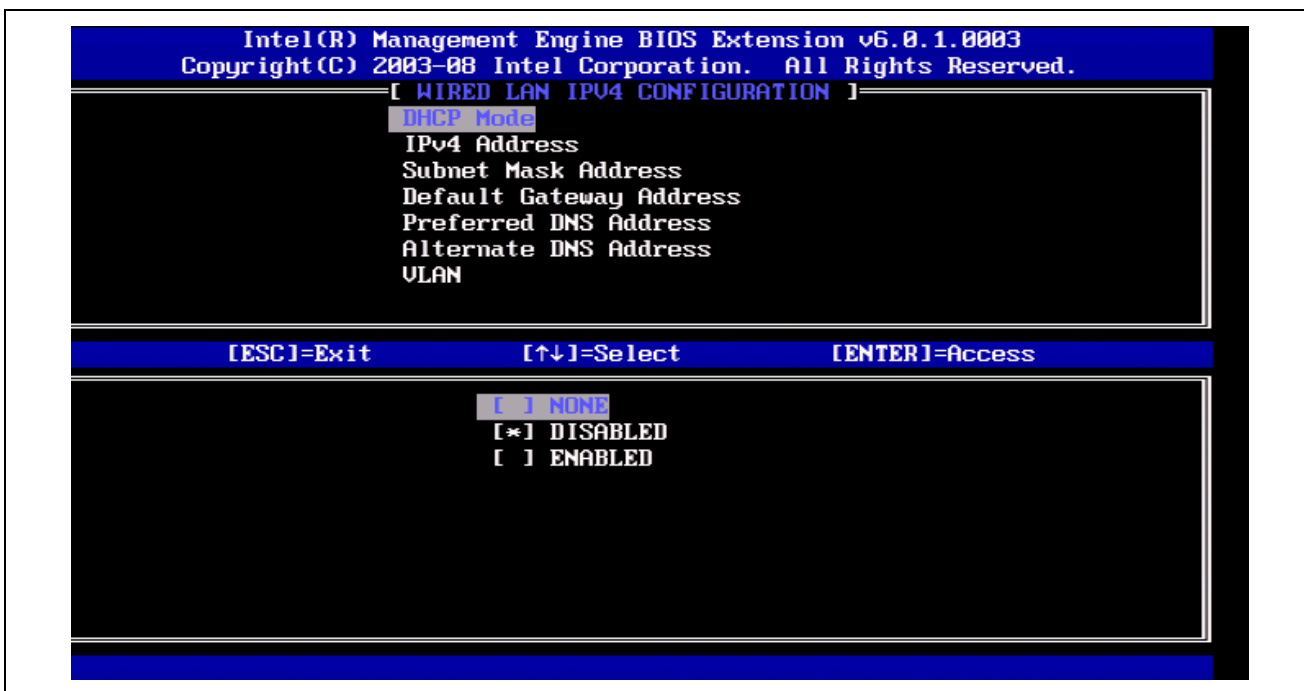 Intel(R) Management Engine BIOS Extension v6.0.1.0003
Copyright(C) 2003-08 Intel Corporation. All Rights Reserved.
[ WIRED LAN IPV4 CONFIGURATION ]
DHCP Mode
IPv4 Address
Subnet Mask Address
Default Gateway Address
Preferred DNS Address
Alternate DNS Address
VLAN
[ESC]=Exit [↑↓]=Select [ENTER]=Access
[ ] NONE
[*] DISABLED
[ ] ENABLED